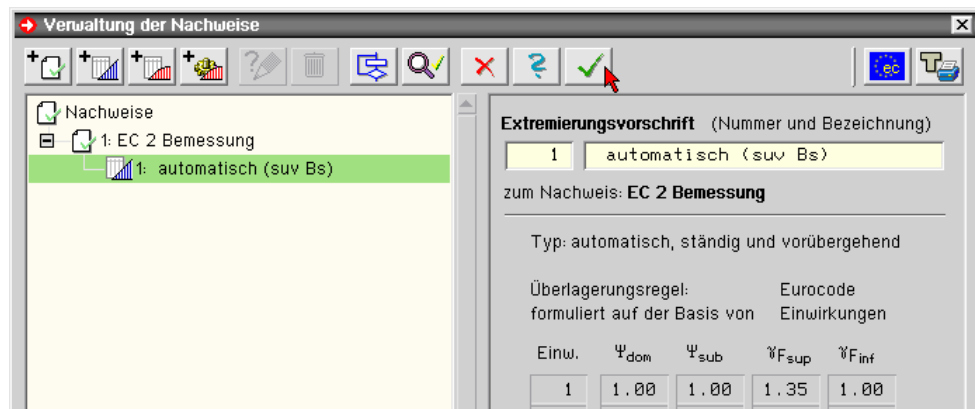 Verwaltung der Nachweise
ec
Nachweise
1: EC 2 Bemessung
1: automatisch (suv Bs)
Extremierungsvorschrift (Nummer und Bezeichnung)
1 automatisch (suv Bs)
zum Nachweis: EC 2 Bemessung
Typ: automatisch, ständig und vorübergehend
Überlagerungsregel: Eurocode
formuliert auf der Basis von Einwirkungen
Einw. Ψdom Ψsub γFsup γFinf
1 1.00 1.00 1.35 1.00